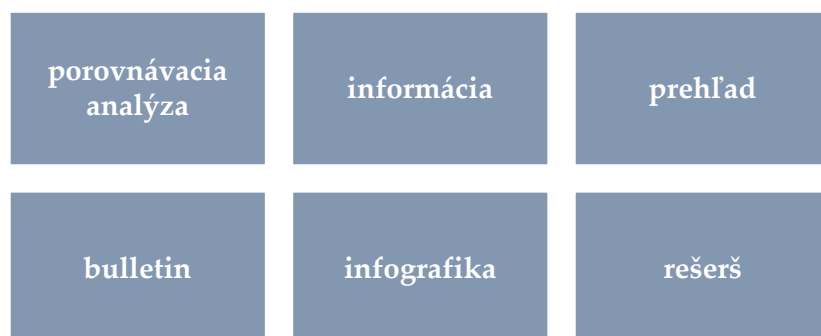 porovnávacia
analýza
informácia
prehľad
bulletin
infografika
rešerš